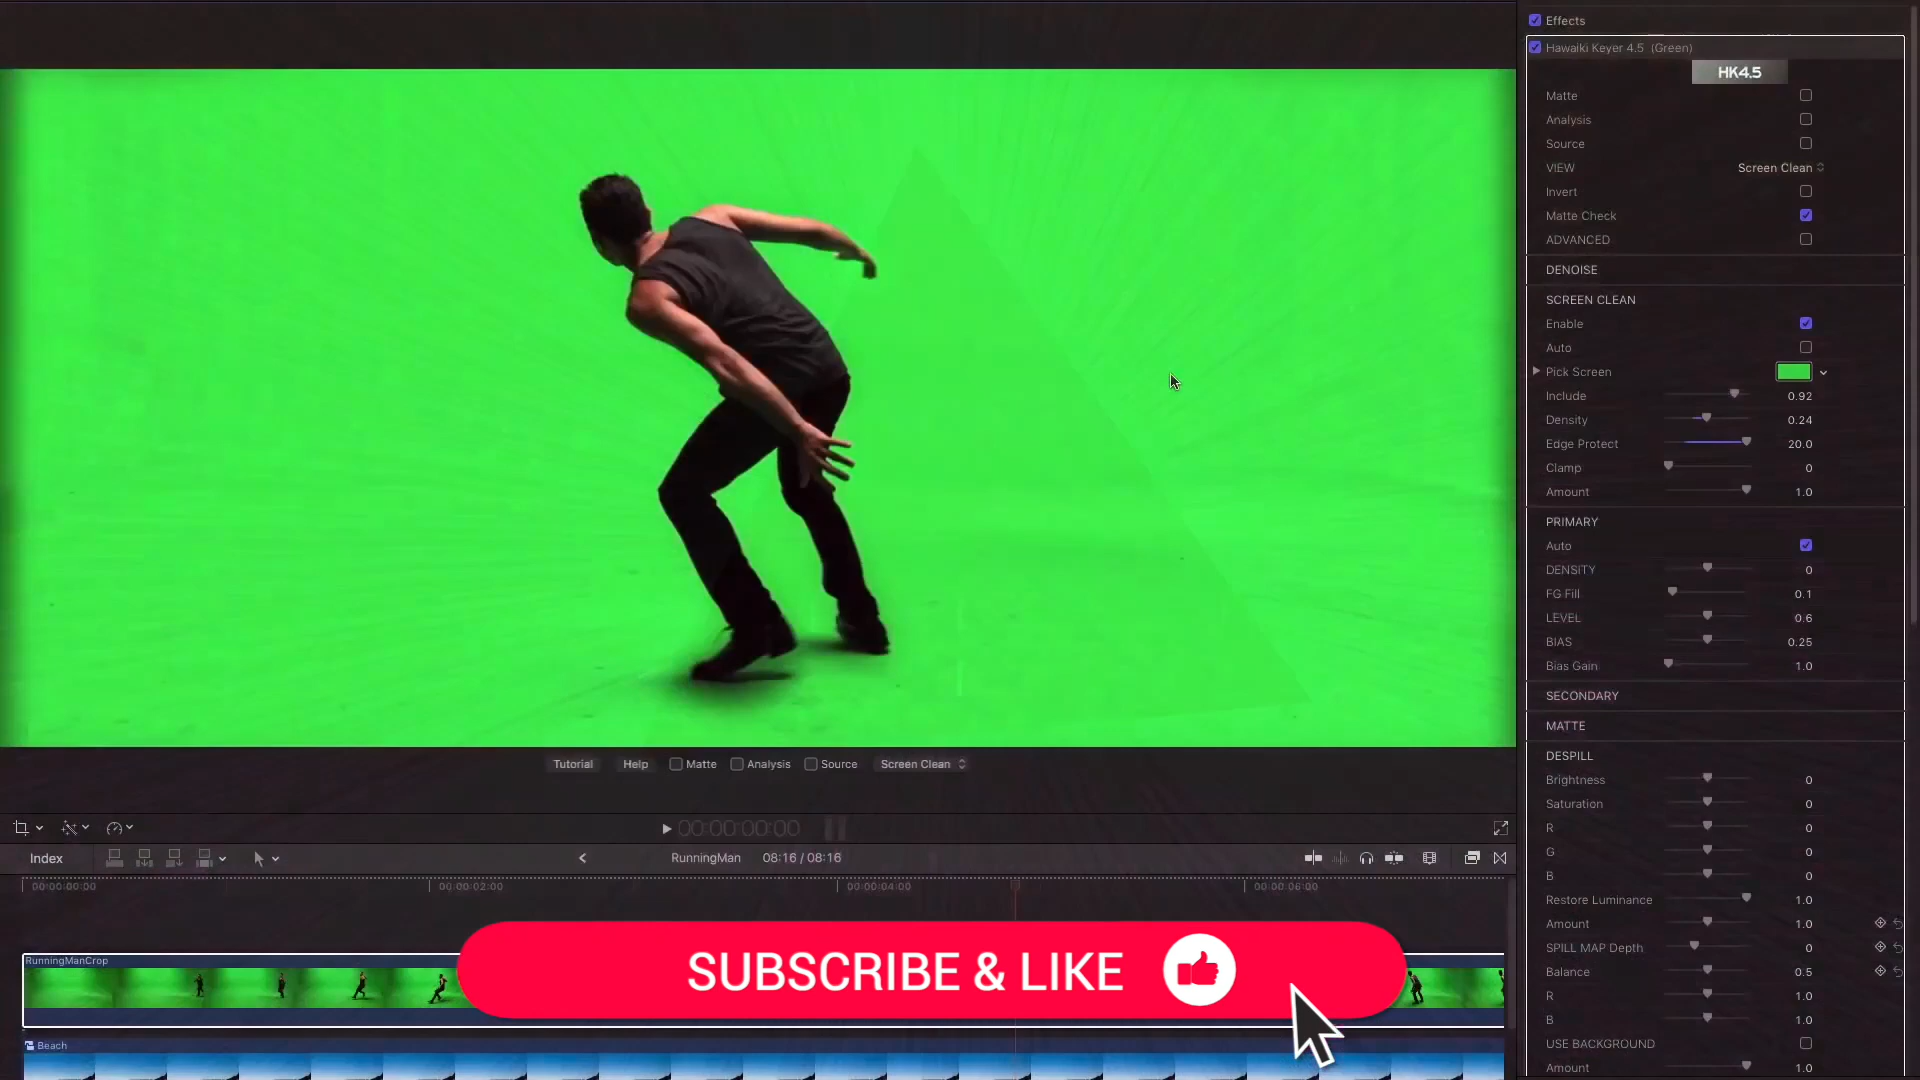 Effects
Hawaiki Keyer 4.5 (Green)
HK4.5
Matte
Analysis
Source
VIEW Screen Clean
Invert
Matte Check
ADVANCED
DENOISE
SCREEN CLEAN
Enable
Auto
Pick Screen
Include 0.92
Density 0.24
Edge Protect 20.0
Clamp 0
Amount 1.0
PRIMARY
Auto
DENSITY 0
FG Fill 0.1
LEVEL 0.6
BIAS 0.25
Bias Gain 1.0
SECONDARY
MATTE
DESPILL
Brightness 0
Saturation 0
R 0
G 0
B 0
Restore Luminance 1.0
Amount 1.0
SPILL MAP Depth 0
Balance 0.5
R 1.0
B 1.0
USE BACKGROUND
Amount 1.0
Tutorial Help Matte Analysis Source Screen Clean
00:00:00:00
Index RunningMan 08:16 / 08:16
00:00:00:00 00:00:02:00 00:00:04:00 00:00:06:00
RunningManCrop
SUBSCRIBE & LIKE
Beach